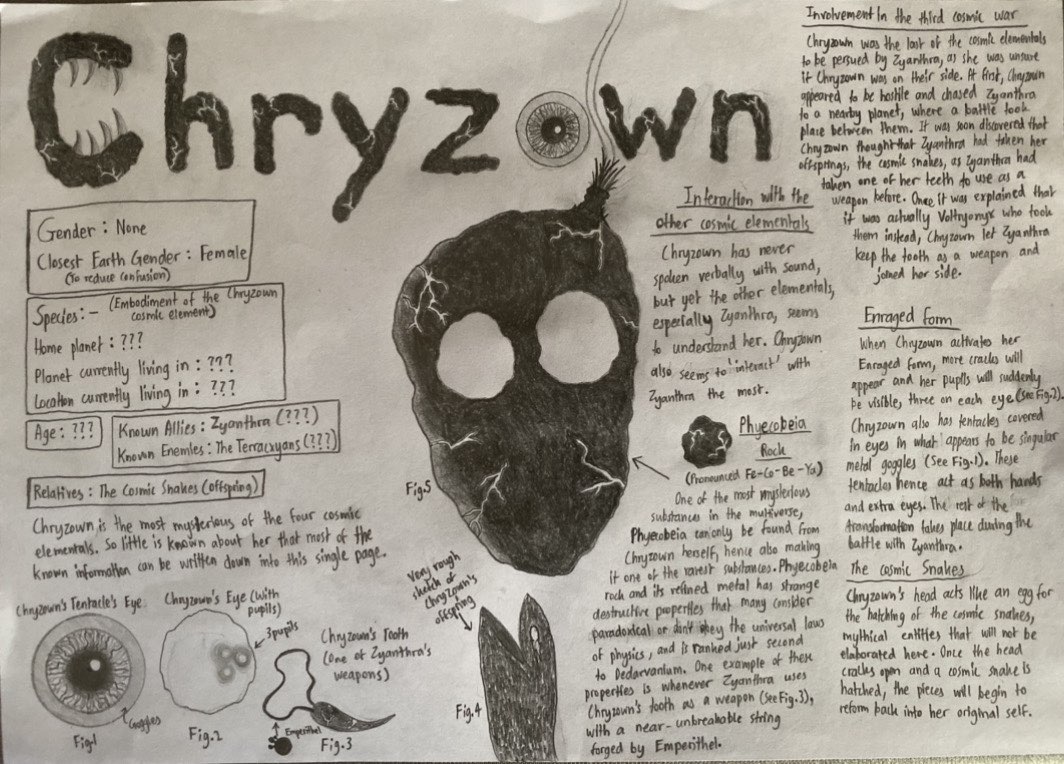 Chryzown
Gender : None
Closest Earth Gender : Female
(To reduce confusion)
Species : - (Embodiment of the Chryzown
cosmic element)
Home planet : ???
Planet currently living in : ???
Location currently living in : ???
Age : ???
Known Allies : Zyanthra (???)
Known Enemies : The Terracxyans (???)
Relatives : The Cosmic Snakes (offspring)
Chryzown is the most mysterious of the four cosmic
elementals. So little is known about her that most of the
known information can be written down into this single page.
Chryzown's Tentacle's Eye
Goggles
Fig.1
Chryzown's Eye (with
pupils)
3 pupils
Fig.2
Chryzown's Tooth
(One of Zyanthra's
weapons)
Emperithel
Fig.3
Fig.5
Very rough
sketch of
Chryzown's
offspring
Fig.4
Interaction with the
other cosmic elementals
Chryzown has never
spoken verbally with sound,
but yet the other elementals,
especially Zyanthra, seems
to understand her. Chryzown
also seems to 'interact' with
Zyanthra the most.
Phyecobeia
Rock
(Pronounced Fe-Co-Be-Ya)
One of the most mysterious
substances in the multiverse,
Phyecobeia can only be found from
Chryzown herself, hence also making
it one of the rarest substances. Phyecobeia
rock and its refined metal has strange
destructive properties that many consider
paradoxical or don't obey the universal laws
of physics, and is ranked just second
to Dedarvanium. One example of these
properties is whenever Zyanthra uses
Chryzown's tooth as a weapon (See Fig.3),
with a near-unbreakable string
forged by Emperithel.
Involvement in the third cosmic war
Chryzown was the last of the cosmic elementals
to be persued by Zyanthra, as she was unsure
if Chryzown was on their side. At first, Chryzown
appeared to be hostile and chased Zyanthra
to a nearby planet, where a battle took
place between them. It was soon discovered that
Chryzown thought that Zyanthra had taken her
offsprings, the cosmic snakes, as Zyanthra had
taken one of her teeth to use as a
weapon before. Once it was explained that
it was actually Voltryonyx who took
them instead, Chryzown let Zyanthra
keep the tooth as a weapon and
joined her side.
Enraged Form
When Chryzown activates her
Enraged Form, more cracks will
appear and her pupils will suddenly
be visible, three on each eye (See Fig.2).
Chryzown also has tentacles covered
in eyes in what appears to be singular
metal goggles (See Fig.1). These
tentacles hence act as both hands
and extra eyes. The rest of the
transformation takes place during the
battle with Zyanthra.
The Cosmic Snakes
Chryzown's head acts like an egg for
the hatching of the cosmic snakes,
mythical entities that will not be
elaborated here. Once the head
cracks open and a cosmic snake is
hatched, the pieces will begin to
reform back into her original self.